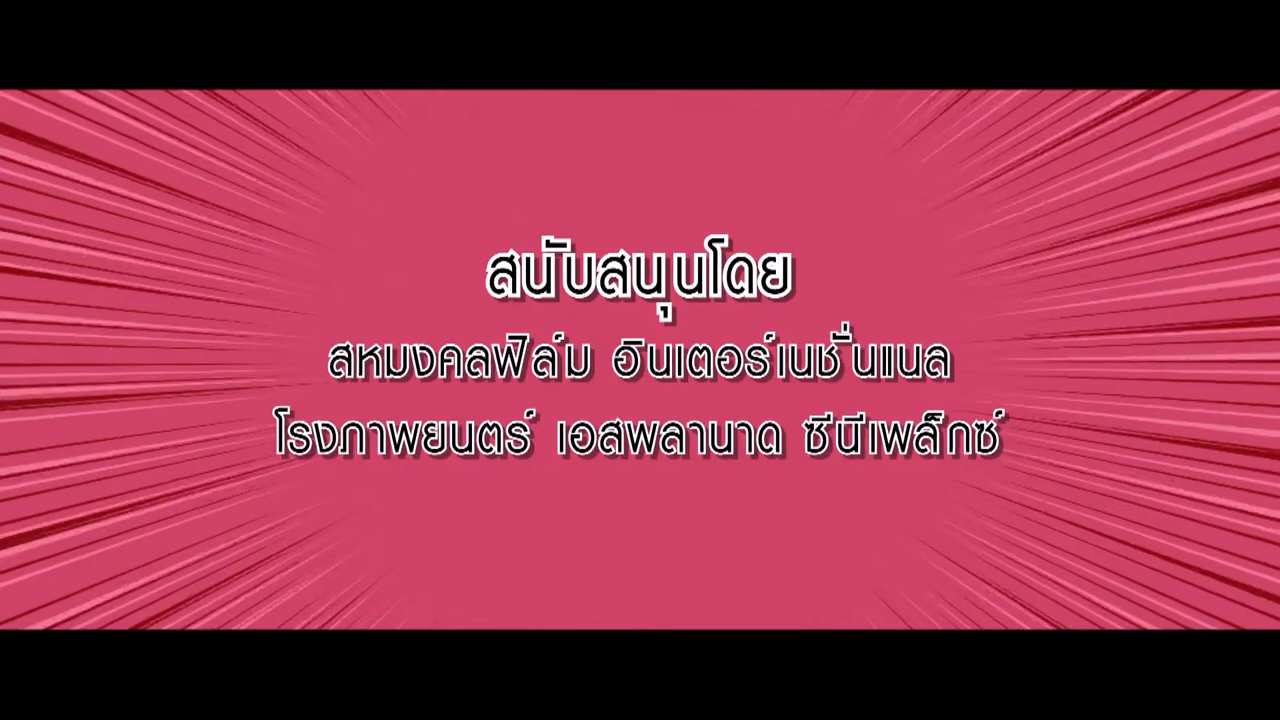 สนับสนุนโดย
สหมงคลฟิล์ม อินเตอร์เนชั่นแนล
โรงภาพยนตร์ เอสพลานาด ซีนีเพล็กซ์